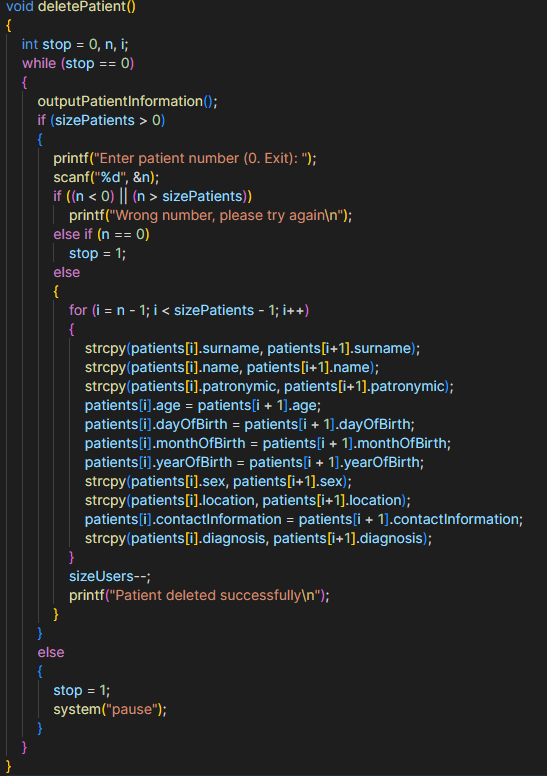 void deletePatient()
{
int stop = 0, n, i;
while (stop == 0)
{
outputPatientInformation();
if (sizePatients > 0)
{
printf("Enter patient number (0. Exit): ");
scanf("%d", &n);
if ((n < 0) || (n > sizePatients))
printf("Wrong number, please try again\n");
else if (n == 0)
stop = 1;
else
{
for (i = n - 1; i < sizePatients - 1; i++)
{
strcpy(patients[i].surname, patients[i+1].surname);
strcpy(patients[i].name, patients[i+1].name);
strcpy(patients[i].patronymic, patients[i+1].patronymic);
patients[i].age = patients[i + 1].age;
patients[i].dayOfBirth = patients[i + 1].dayOfBirth;
patients[i].monthOfBirth = patients[i + 1].monthOfBirth;
patients[i].yearOfBirth = patients[i + 1].yearOfBirth;
strcpy(patients[i].sex, patients[i+1].sex);
strcpy(patients[i].location, patients[i+1].location);
patients[i].contactInformation = patients[i + 1].contactInformation;
strcpy(patients[i].diagnosis, patients[i+1].diagnosis);
}
sizeUsers--;
printf("Patient deleted successfully\n");
}
}
else
{
stop = 1;
system("pause");
}
}
}